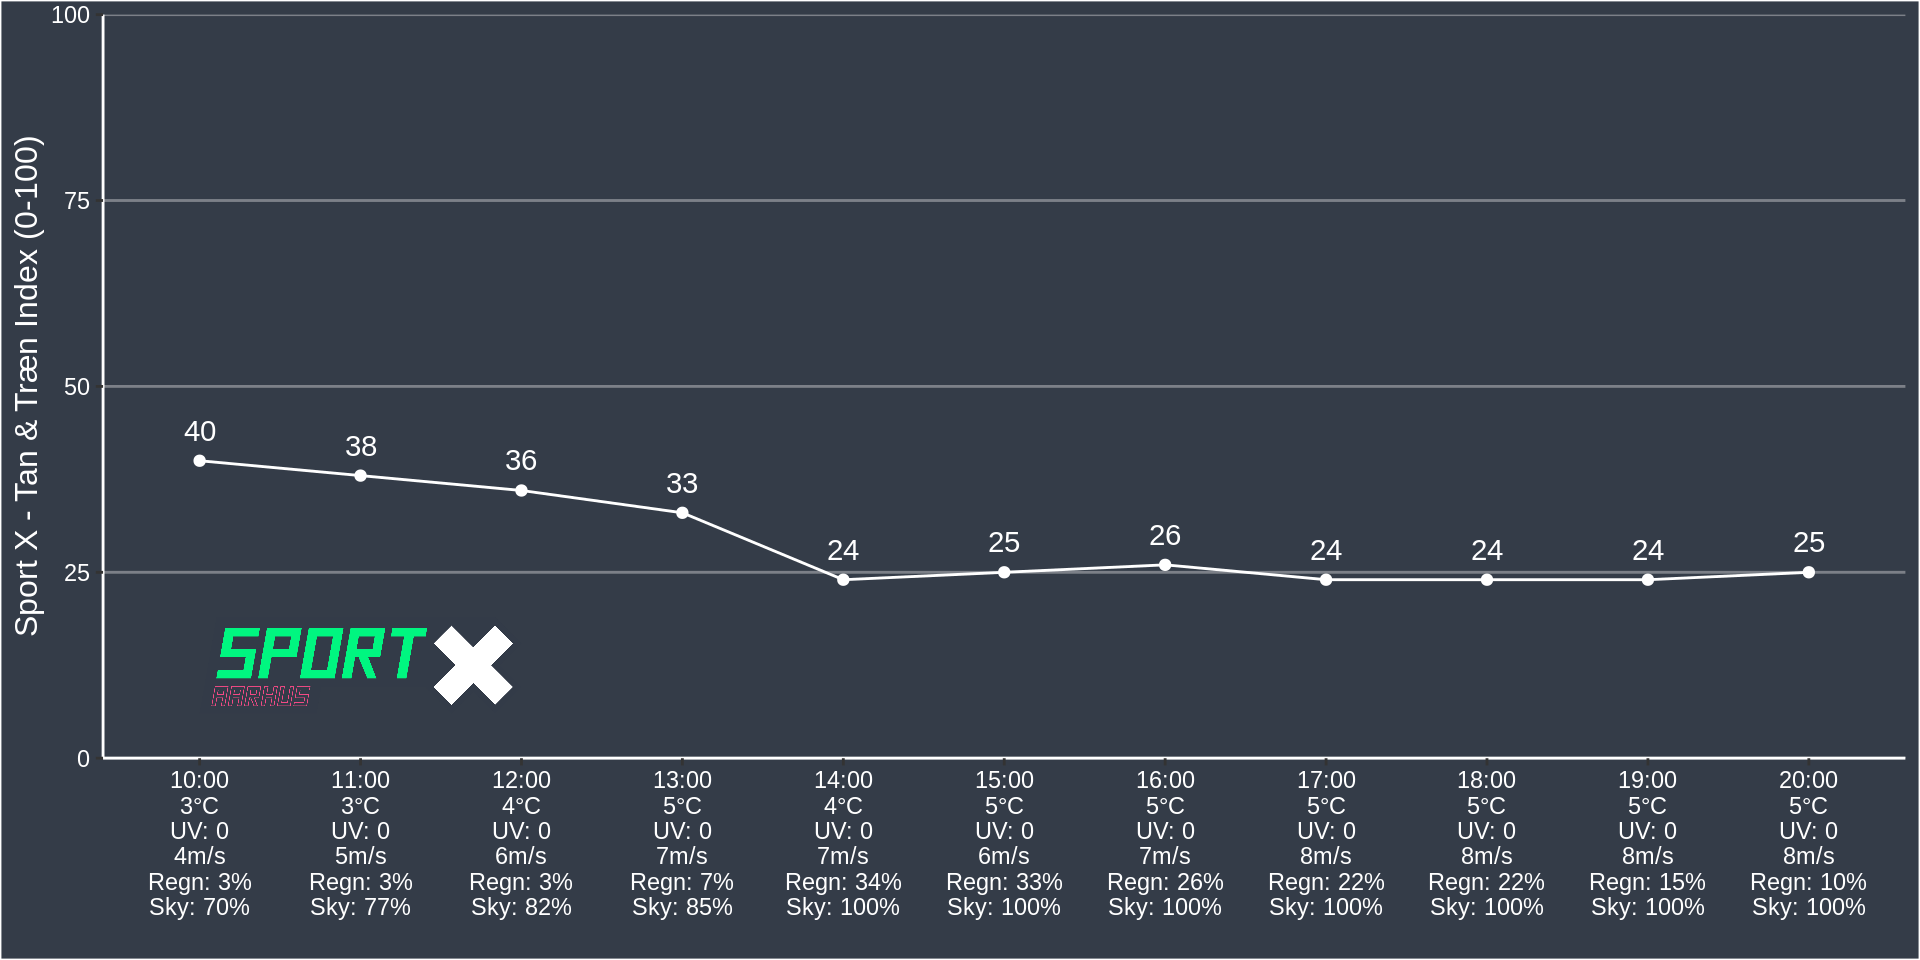 Sport X - Tan & Træn Index (0-100)
100
75
50
25
0
40
38
36
33
24
25
26
24
24
24
25
SPORT X
AARHUS
10:00
3°C
UV: 0
4m/s
Regn: 3%
Sky: 70%
11:00
3°C
UV: 0
5m/s
Regn: 3%
Sky: 77%
12:00
4°C
UV: 0
6m/s
Regn: 3%
Sky: 82%
13:00
5°C
UV: 0
7m/s
Regn: 7%
Sky: 85%
14:00
4°C
UV: 0
7m/s
Regn: 34%
Sky: 100%
15:00
5°C
UV: 0
6m/s
Regn: 33%
Sky: 100%
16:00
5°C
UV: 0
7m/s
Regn: 26%
Sky: 100%
17:00
5°C
UV: 0
8m/s
Regn: 22%
Sky: 100%
18:00
5°C
UV: 0
8m/s
Regn: 22%
Sky: 100%
19:00
5°C
UV: 0
8m/s
Regn: 15%
Sky: 100%
20:00
5°C
UV: 0
8m/s
Regn: 10%
Sky: 100%